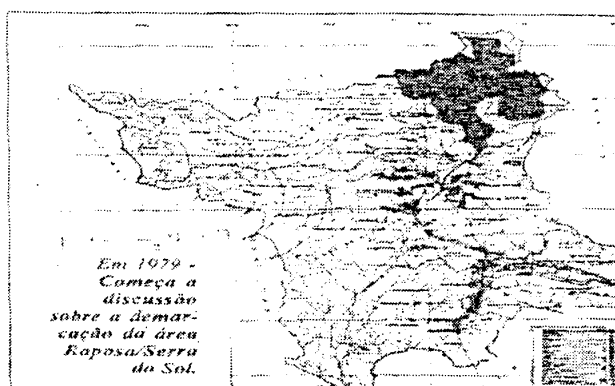 Em 1979 -
Começa a
discussão
sobre a demar-
cação da área
Raposa/Serra
do Sol.